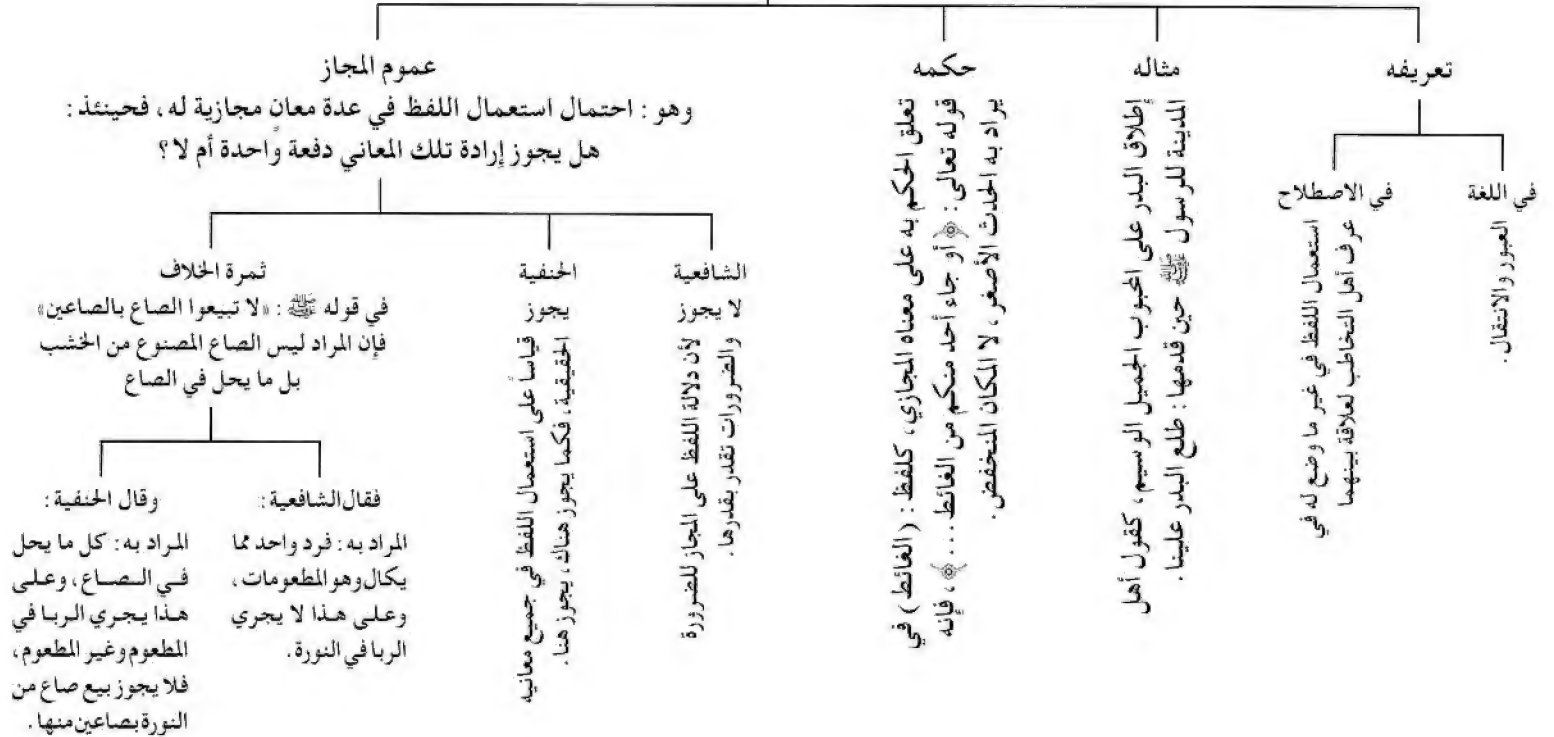 تعريفه
في اللغة
العبور والانتقال .
في الاصطلاح
استعمال اللفظ في غير ما وضع له في
عرف أهل التخاطب لعلاقة بينهما
مثاله
إطلاق البدر على المحبوب الجميل الوسيم ، كقول أهل
المدينة للرسول ﷺ حين قدمها : طلع البدر علينا .
حكمه
تعلق الحكم به على معناه المجازي ، كلفظ : ( الغائط ) في
قوله تعالى : ﴿ أو جاء أحد منكم من الغائط .... ﴾ ، فإنه
يراد به الحدث الأصغر ، لا المكان المنخفض .
عموم المجاز
وهو : احتمال استعمال اللفظ في عدة معان مجازية له ، فحينئذ :
هل يجوز إرادة تلك المعاني دفعة واحدة أم لا ؟
الشافعية
لا يجوز
لأن دلالة اللفظ على المجاز للضرورة
والضرورات تقدر بقدرها .
الحنفية
يجوز
قياساً على استعمال اللفظ في جميع معانيه
الحقيقية ، فكما يجوز هناك ، يجوز هنا .
ثمرة الخلاف
في قوله ﷺ : «لا تبيعوا الصاع بالصاعين»
فإن المراد ليس الصاع المصنوع من الخشب
بل ما يحل في الصاع
فقال الشافعية :
المراد به : فرد واحد مما
يكال وهو المطعومات ،
وعلى هذا لا يجري
الربا في النورة .
وقال الحنفية :
المراد به : كل ما يحل
في الصاع ، وعلى
هذا يجري الربا في
المطعوم وغير المطعوم ،
فلا يجوز بيع صاع من
النورة بصاعين منها .